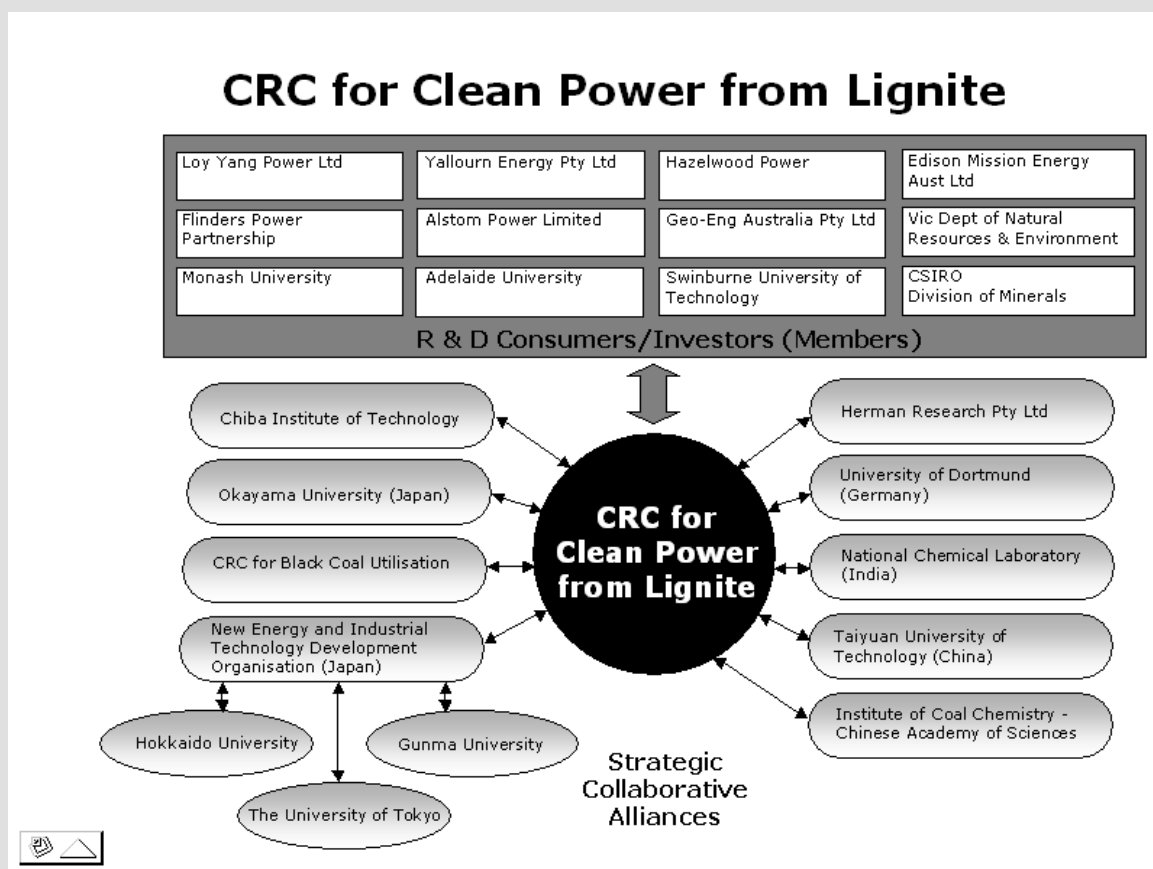 CRC for Clean Power from Lignite
Loy Yang Power Ltd
Yallourn Energy Pty Ltd
Hazelwood Power
Edison Mission Energy
Aust Ltd
Flinders Power
Partnership
Alstom Power Limited
Geo-Eng Australia Pty Ltd
Vic Dept of Natural
Resources & Environment
Monash University
Adelaide University
Swinburne University of
Technology
CSIRO
Division of Minerals
R & D Consumers/Investors (Members)
Chiba Institute of Technology
Okayama University (Japan)
CRC for Black Coal Utilisation
New Energy and Industrial
Technology Development
Organisation (Japan)
Hokkaido University
Gunma University
The University of Tokyo
CRC for
Clean Power
from Lignite
Herman Research Pty Ltd
University of Dortmund
(Germany)
National Chemical Laboratory
(India)
Taiyuan University of
Technology (China)
Institute of Coal Chemistry -
Chinese Academy of Sciences
Strategic
Collaborative
Alliances